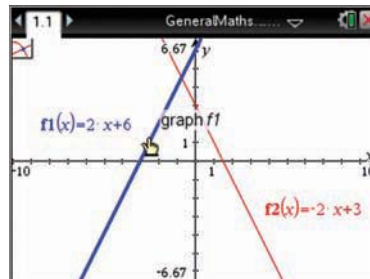 1.1 GeneralMaths......
6.67 y
f1(x)=2·x+6
graph f1
1
-10 1 10
f2(x)=-2·x+3
-6.67